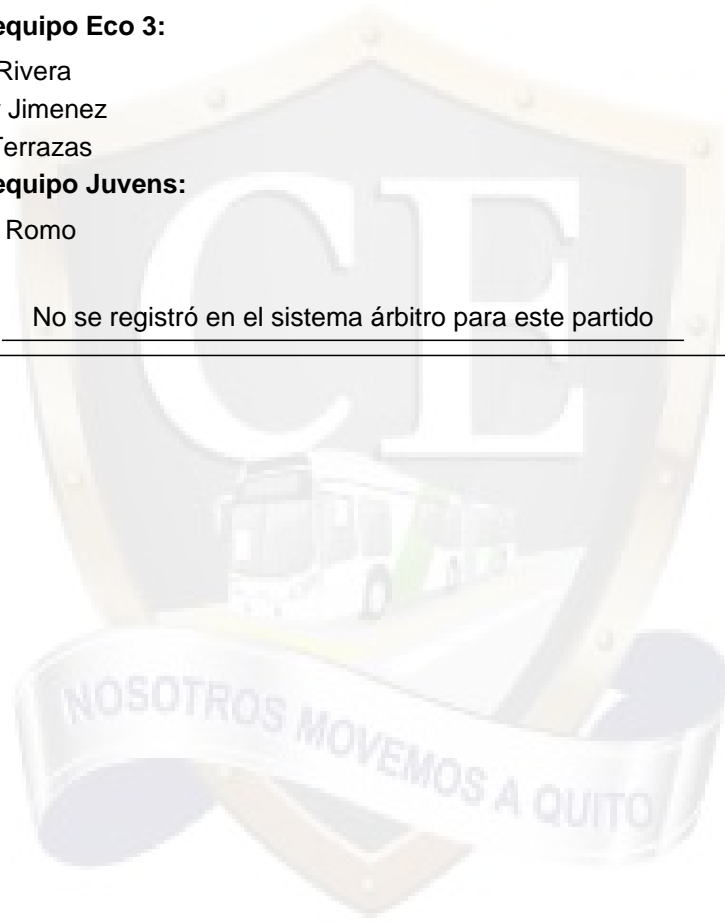 equipo Eco 3:
Rivera
Jimenez
Terrazas
equipo Juvens:
Romo
No se registró en el sistema árbitro para este partido
CE
NOSOTROS MOVEMOS A QUITO